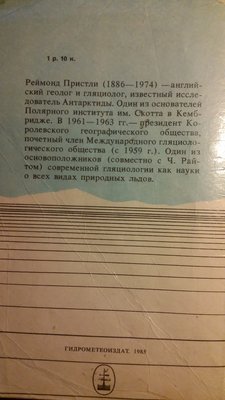 1 р. 10 к.
Реймонд Пристли (1886—1974) —англий-
ский геолог и гляциолог, известный иссле-
дователь Антарктиды. Один из основателей
Полярного института им. Скотта в Кемб-
ридже. В 1961—1963 гг.— президент Ко-
ролевского географического общества,
почетный член Международного гляциоло-
гического общества (с 1959 г.). Один из
основоположников (совместно с Ч. Рай-
том) современной гляциологии как науки
о всех видах природных льдов.
ГИДРОМЕТЕОИЗДАТ. 1985